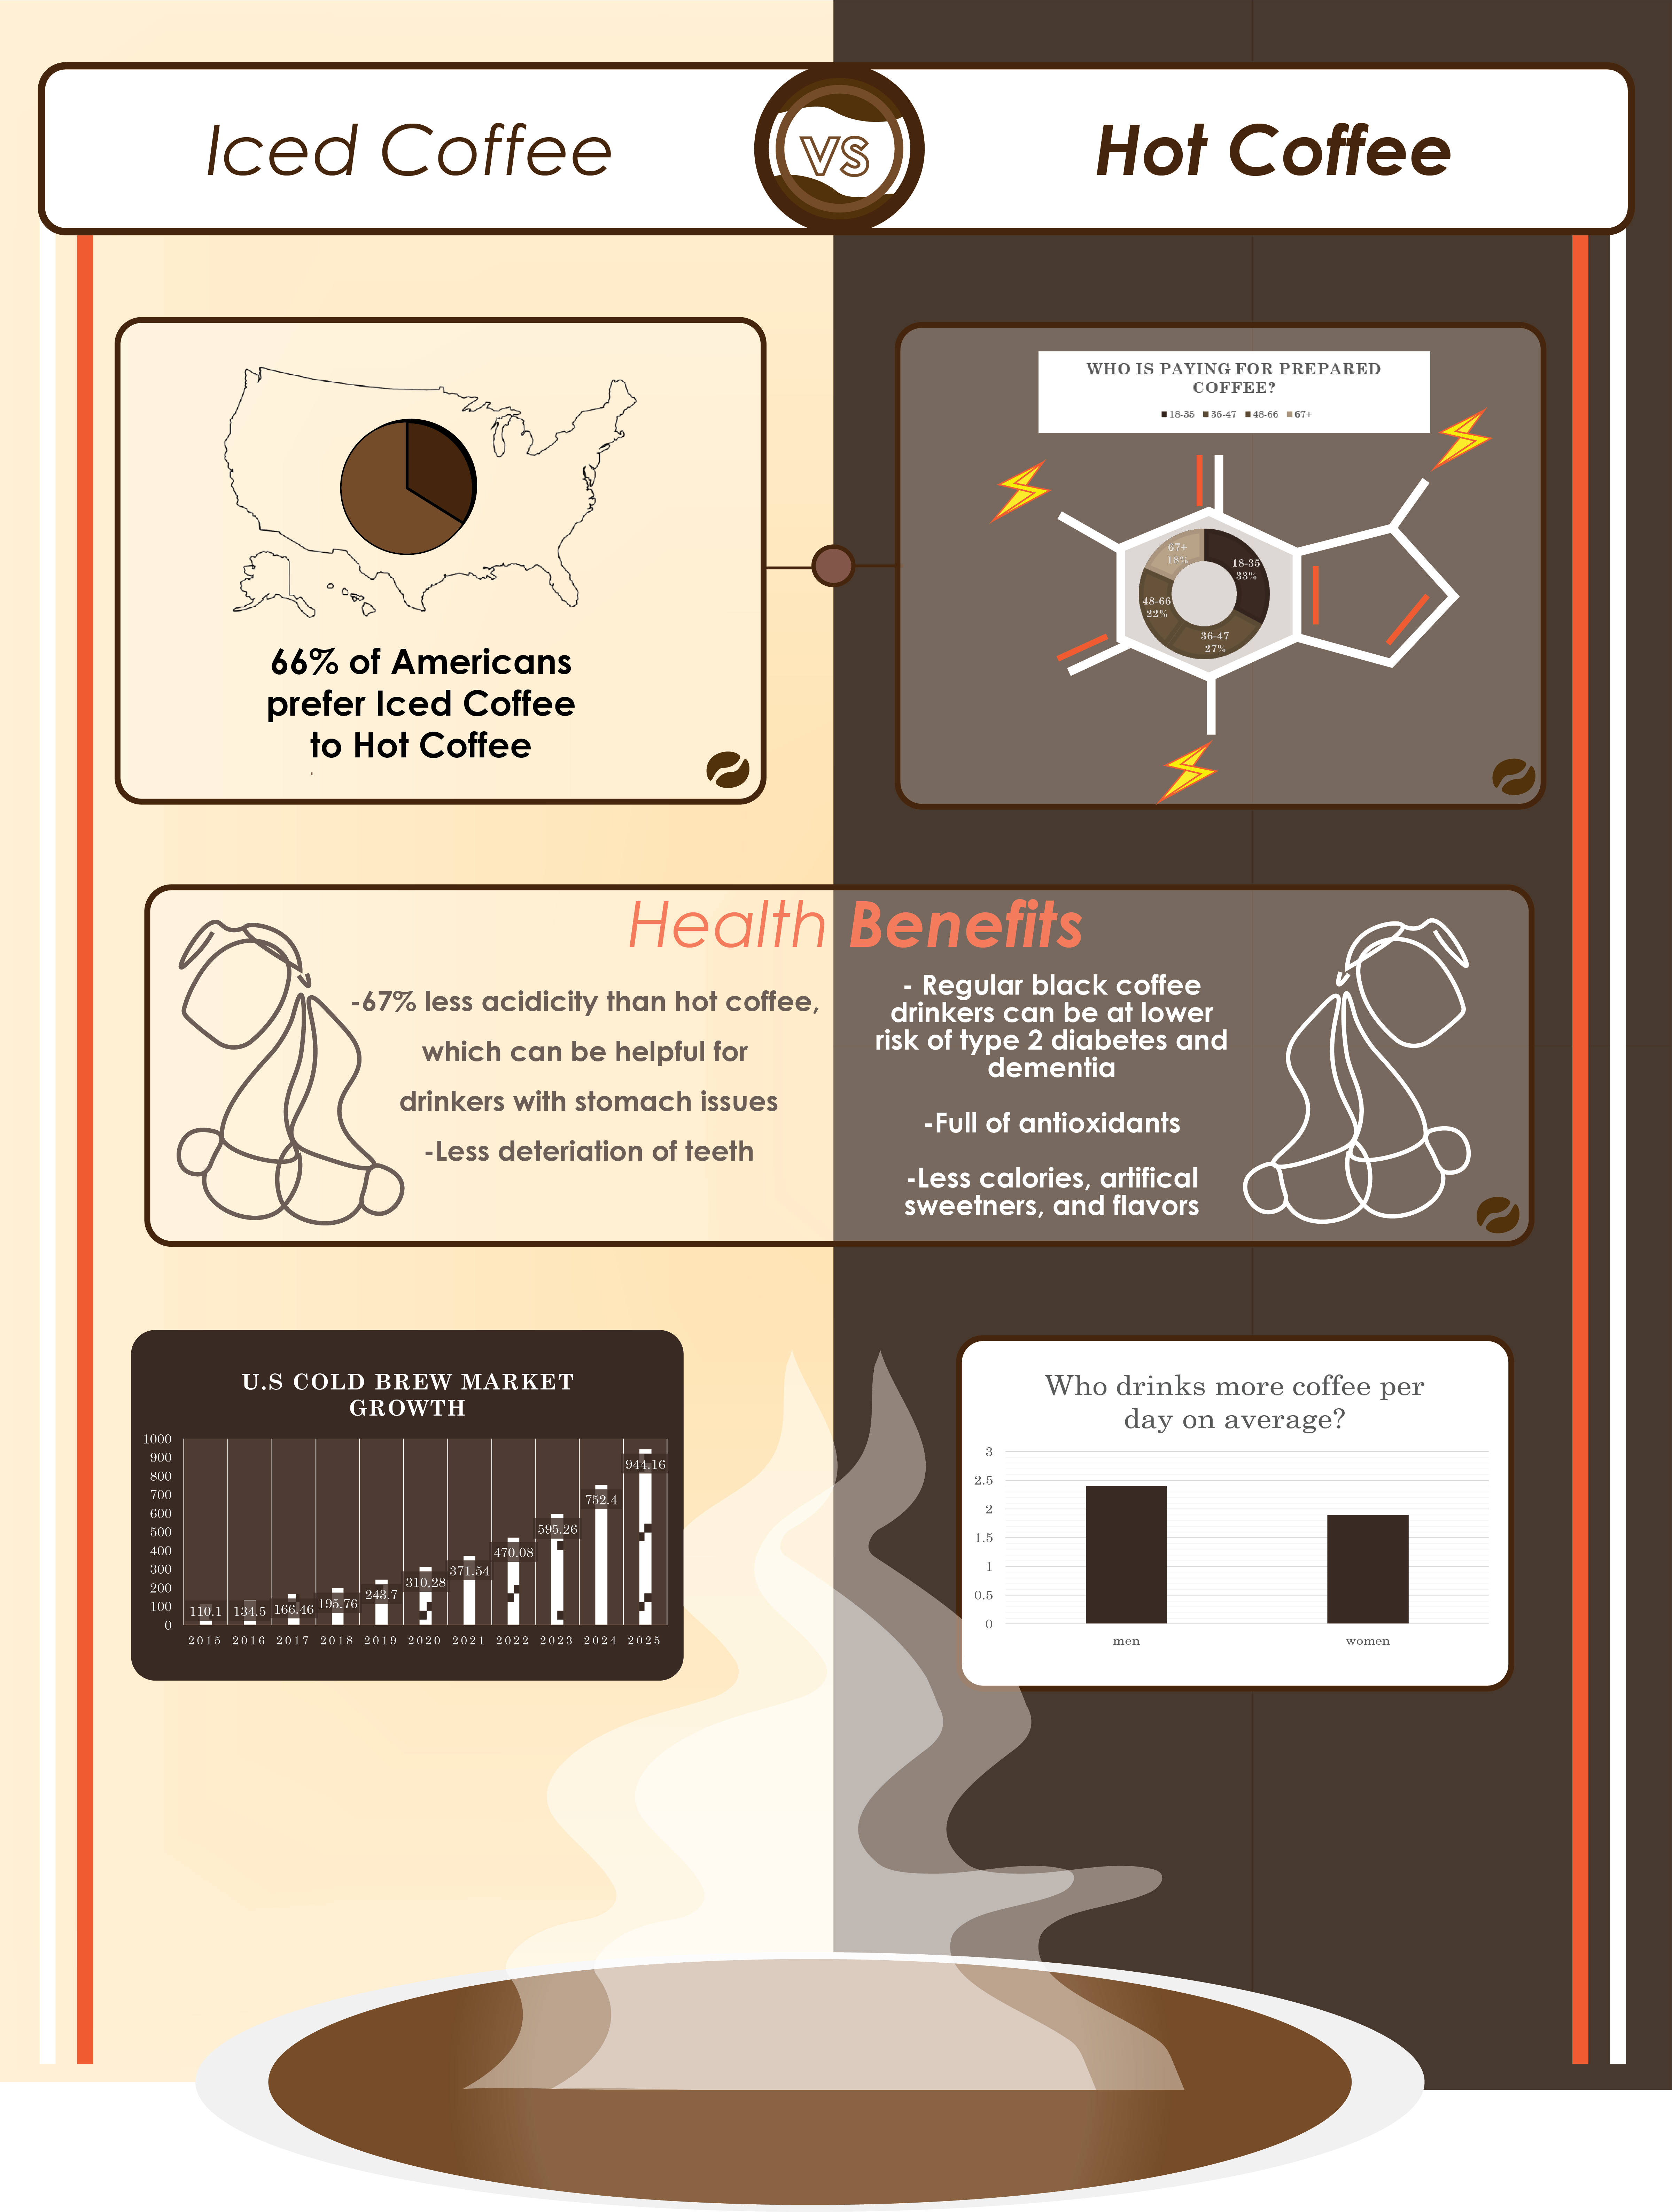 Iced Coffee
VS
Hot Coffee
66% of Americans
prefer Iced Coffee
to Hot Coffee
WHO IS PAYING FOR PREPARED
COFFEE?
18-35 36-47 48-66 67+
67+
18%
18-35
33%
48-66
22%
36-47
27%
Health Benefits
-67% less acidicity than hot coffee,
which can be helpful for
drinkers with stomach issues
-Less deteriation of teeth
- Regular black coffee
drinkers can be at lower
risk of type 2 diabetes and
dementia
-Full of antioxidants
-Less calories, artifical
sweetners, and flavors
U.S COLD BREW MARKET
GROWTH
1000
900
800
700
600
500
400
300
200
100
0
110.1 134.5 166.46 195.76 243.7 310.28 371.54 470.08 595.26 752.4 944.16
2015 2016 2017 2018 2019 2020 2021 2022 2023 2024 2025
Who drinks more coffee per
day on average?
3
2.5
2
1.5
1
0.5
0
men women